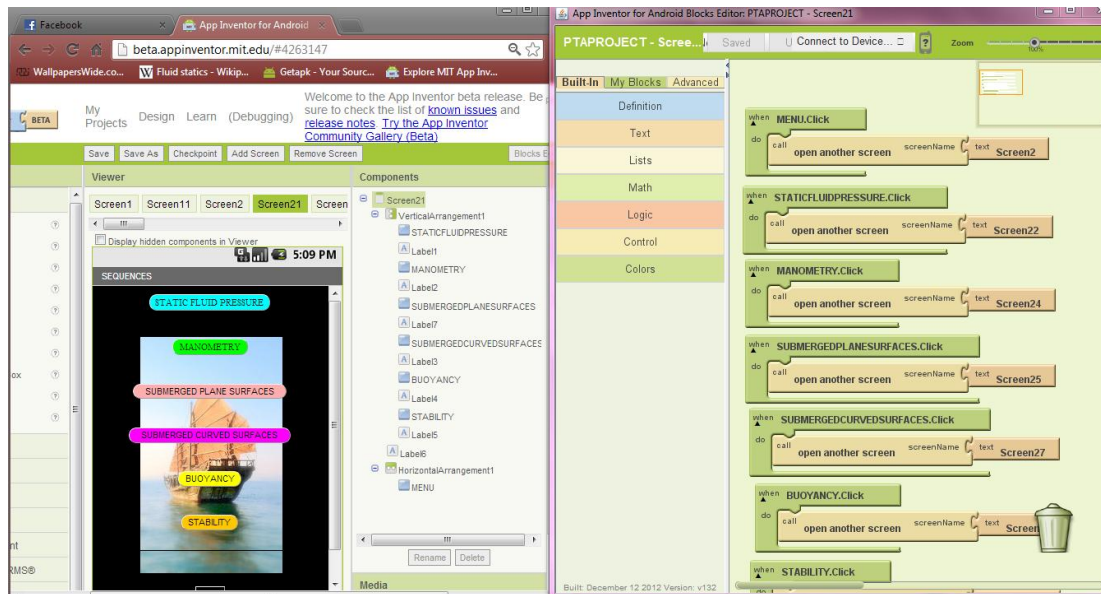 Facebook
App Inventor for Android
beta.appinventor.mit.edu/#4263147
WallpapersWide.co...
Fluid statics - Wikip...
Getapk - Your Sourc...
Explore MIT App Inv...
BETA
My Projects
Design
Learn
(Debugging)
Welcome to the App Inventor beta release. Be
sure to check the list of known issues and
release notes. Try the App Inventor
Community Gallery (Beta)
Save
Save As
Checkpoint
Add Screen
Remove Screen
Blocks E
Viewer
Screen1
Screen11
Screen2
Screen21
Screen
Display hidden components in Viewer
5:09 PM
SEQUENCES
STATIC FLUID PRESSURE
MANOMETRY
SUBMERGED PLANE SURFACES
SUBMERGED CURVED SURFACES
BUOYANCY
STABILITY
ox
nt
RMS®
Components
Screen21
VerticalArrangement1
STATICFLUIDPRESSURE
Label1
MANOMETRY
Label2
SUBMERGEDPLANESURFACES
Label7
SUBMERGEDCURVEDSURFACES
Label3
BUOYANCY
Label4
STABILITY
Label5
Label6
HorizontalArrangement1
MENU
Rename
Delete
Media
App Inventor for Android Blocks Editor: PTAPROJECT - Screen21
PTAPROJECT - Scree...
Saved
U
Connect to Device...
Zoom
100%
Built-In
My Blocks
Advanced
Definition
Text
Lists
Math
Logic
Control
Colors
when MENU.Click
do call open another screen screenName text Screen2
when STATICFLUIDPRESSURE.Click
do call open another screen screenName text Screen22
when MANOMETRY.Click
do call open another screen screenName text Screen24
when SUBMERGEDPLANESURFACES.Click
do call open another screen screenName text Screen25
when SUBMERGEDCURVEDSURFACES.Click
do call open another screen screenName text Screen27
when BUOYANCY.Click
do call open another screen screenName text Screen
when STABILITY.Click
Built: December 12 2012 Version: v132